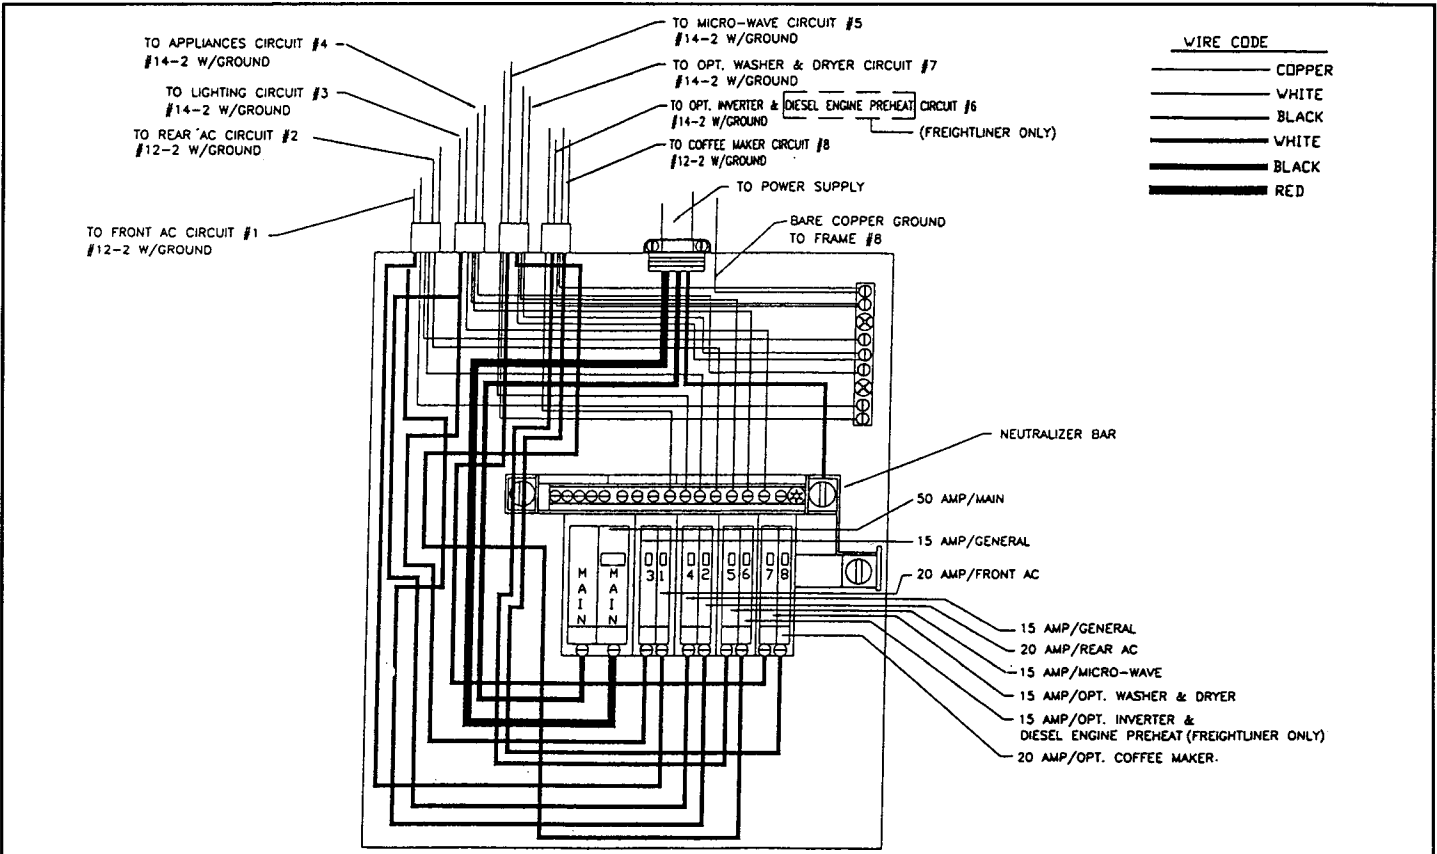 TO MICRO-WAVE CIRCUIT #5
#14-2 W/GROUND
TO APPLIANCES CIRCUIT #4
#14-2 W/GROUND
TO OPT. WASHER & DRYER CIRCUIT #7
#14-2 W/GROUND
TO LIGHTING CIRCUIT #3
#14-2 W/GROUND
TO OPT. INVERTER & DIESEL ENGINE PREHEAT CIRCUIT #6
#14-2 W/GROUND
(FREIGHTLINER ONLY)
TO REAR AC CIRCUIT #2
#12-2 W/GROUND
TO COFFEE MAKER CIRCUIT #8
#12-2 W/GROUND
TO POWER SUPPLY
BARE COPPER GROUND
TO FRAME #8
TO FRONT AC CIRCUIT #1
#12-2 W/GROUND
WIRE CODE
COPPER
WHITE
BLACK
WHITE
BLACK
RED
NEUTRALIZER BAR
50 AMP/MAIN
15 AMP/GENERAL
20 AMP/FRONT AC
MAIN
MAIN
3 1 4 2 5 6 7 8
15 AMP/GENERAL
20 AMP/REAR AC
15 AMP/MICRO-WAVE
15 AMP/OPT. WASHER & DRYER
15 AMP/OPT. INVERTER &
DIESEL ENGINE PREHEAT (FREIGHTLINER ONLY)
20 AMP/OPT. COFFEE MAKER.